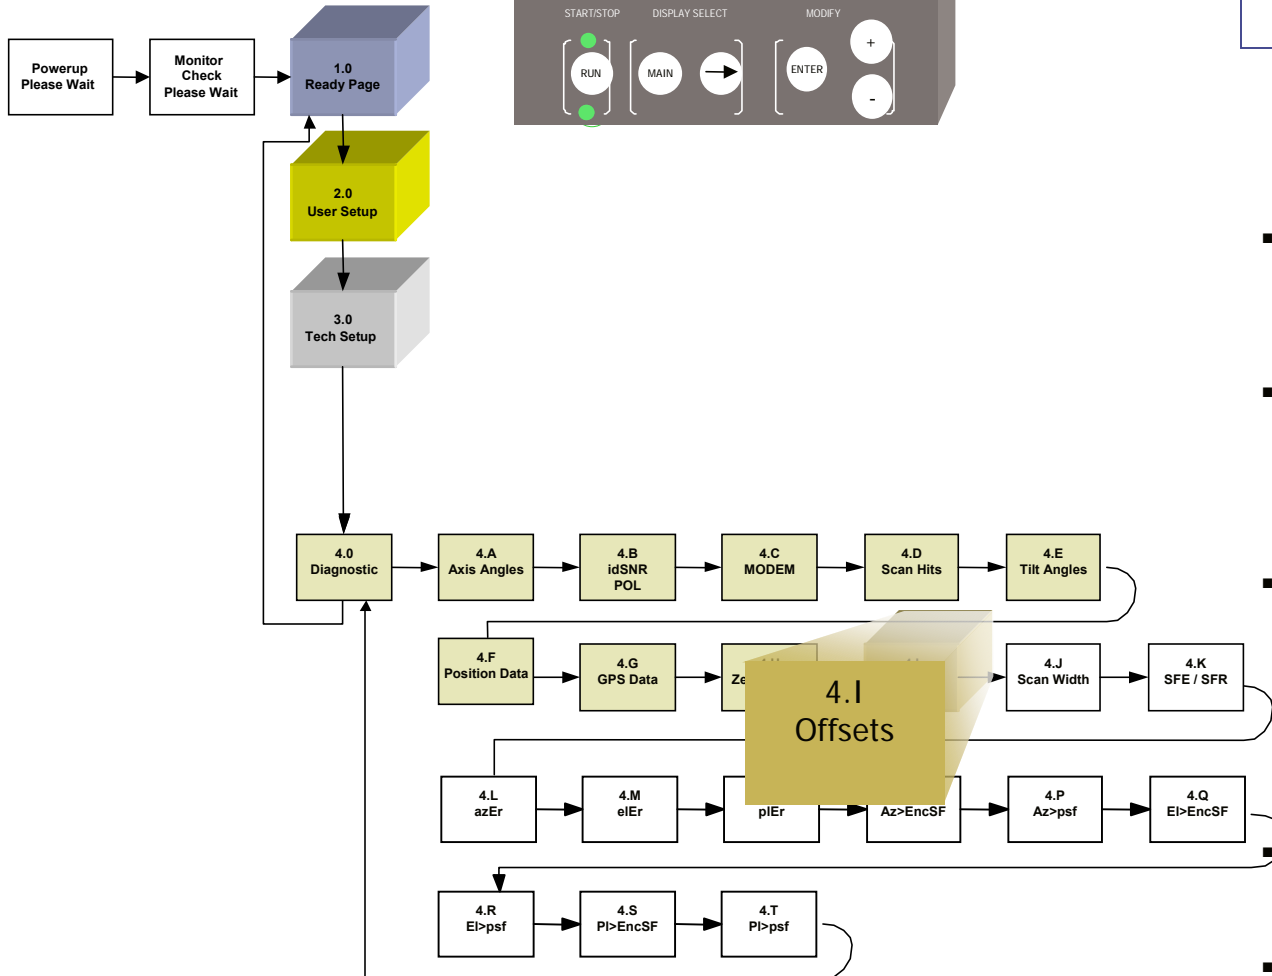 START/STOP
DISPLAY SELECT
MODIFY
RUN
MAIN
ENTER
+
-
Powerup
Please Wait
Monitor
Check
Please Wait
1.0
Ready Page
2.0
User Setup
3.0
Tech Setup
4.0
Diagnostic
4.A
Axis Angles
4.B
idSNR
POL
4.C
MODEM
4.D
Scan Hits
4.E
Tilt Angles
4.F
Position Data
4.G
GPS Data
4.I
Offsets
4.J
Scan Width
4.K
SFE / SFR
4.L
azEr
4.M
elEr
plEr
Az>EncSF
4.P
Az>psf
4.Q
El>EncSF
4.R
El>psf
4.S
Pl>EncSF
4.T
Pl>psf